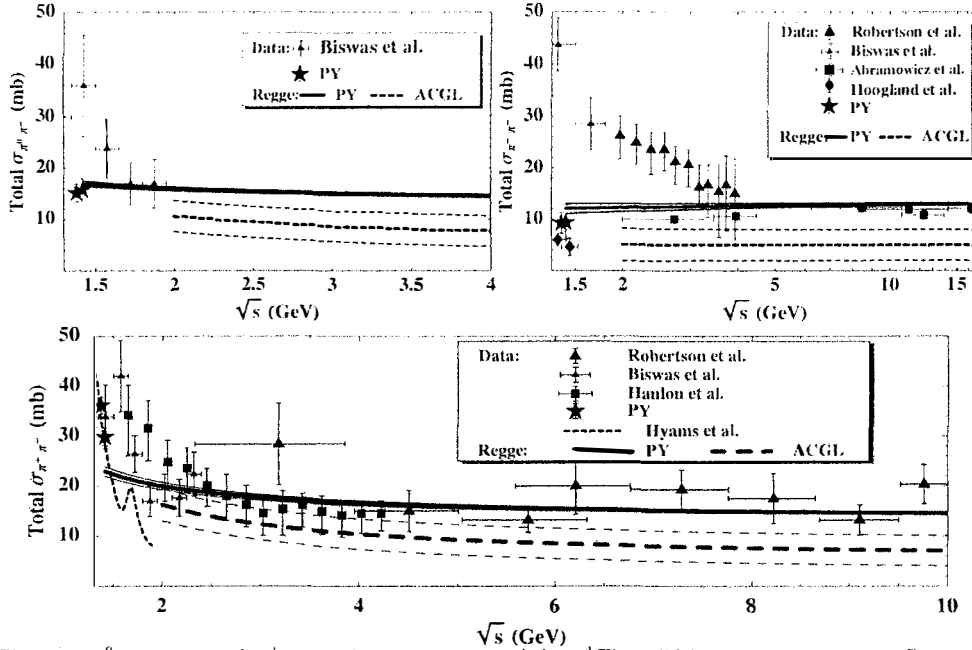 50
40
30
20
10
Total σ π⁰ π⁻ (mb)
Data: Biswas et al.
PY
Regge: PY ACGL
1.5 2 2.5 3 3.5 4
√s (GeV)
50
40
30
20
10
Total σ π⁻ π⁻ (mb)
Data: Robertson et al.
Biswas et al.
Abramowicz et al.
Hoogland et al.
PY
Regge: PY ACGL
1.5 2 5 10 15
√s (GeV)
50
40
30
20
10
Total σ π⁺ π⁻ (mb)
Data: Robertson et al.
Biswas et al.
Hanlon et al.
PY
Hyams et al.
Regge: PY ACGL
2 4 6 8 10
√s (GeV)